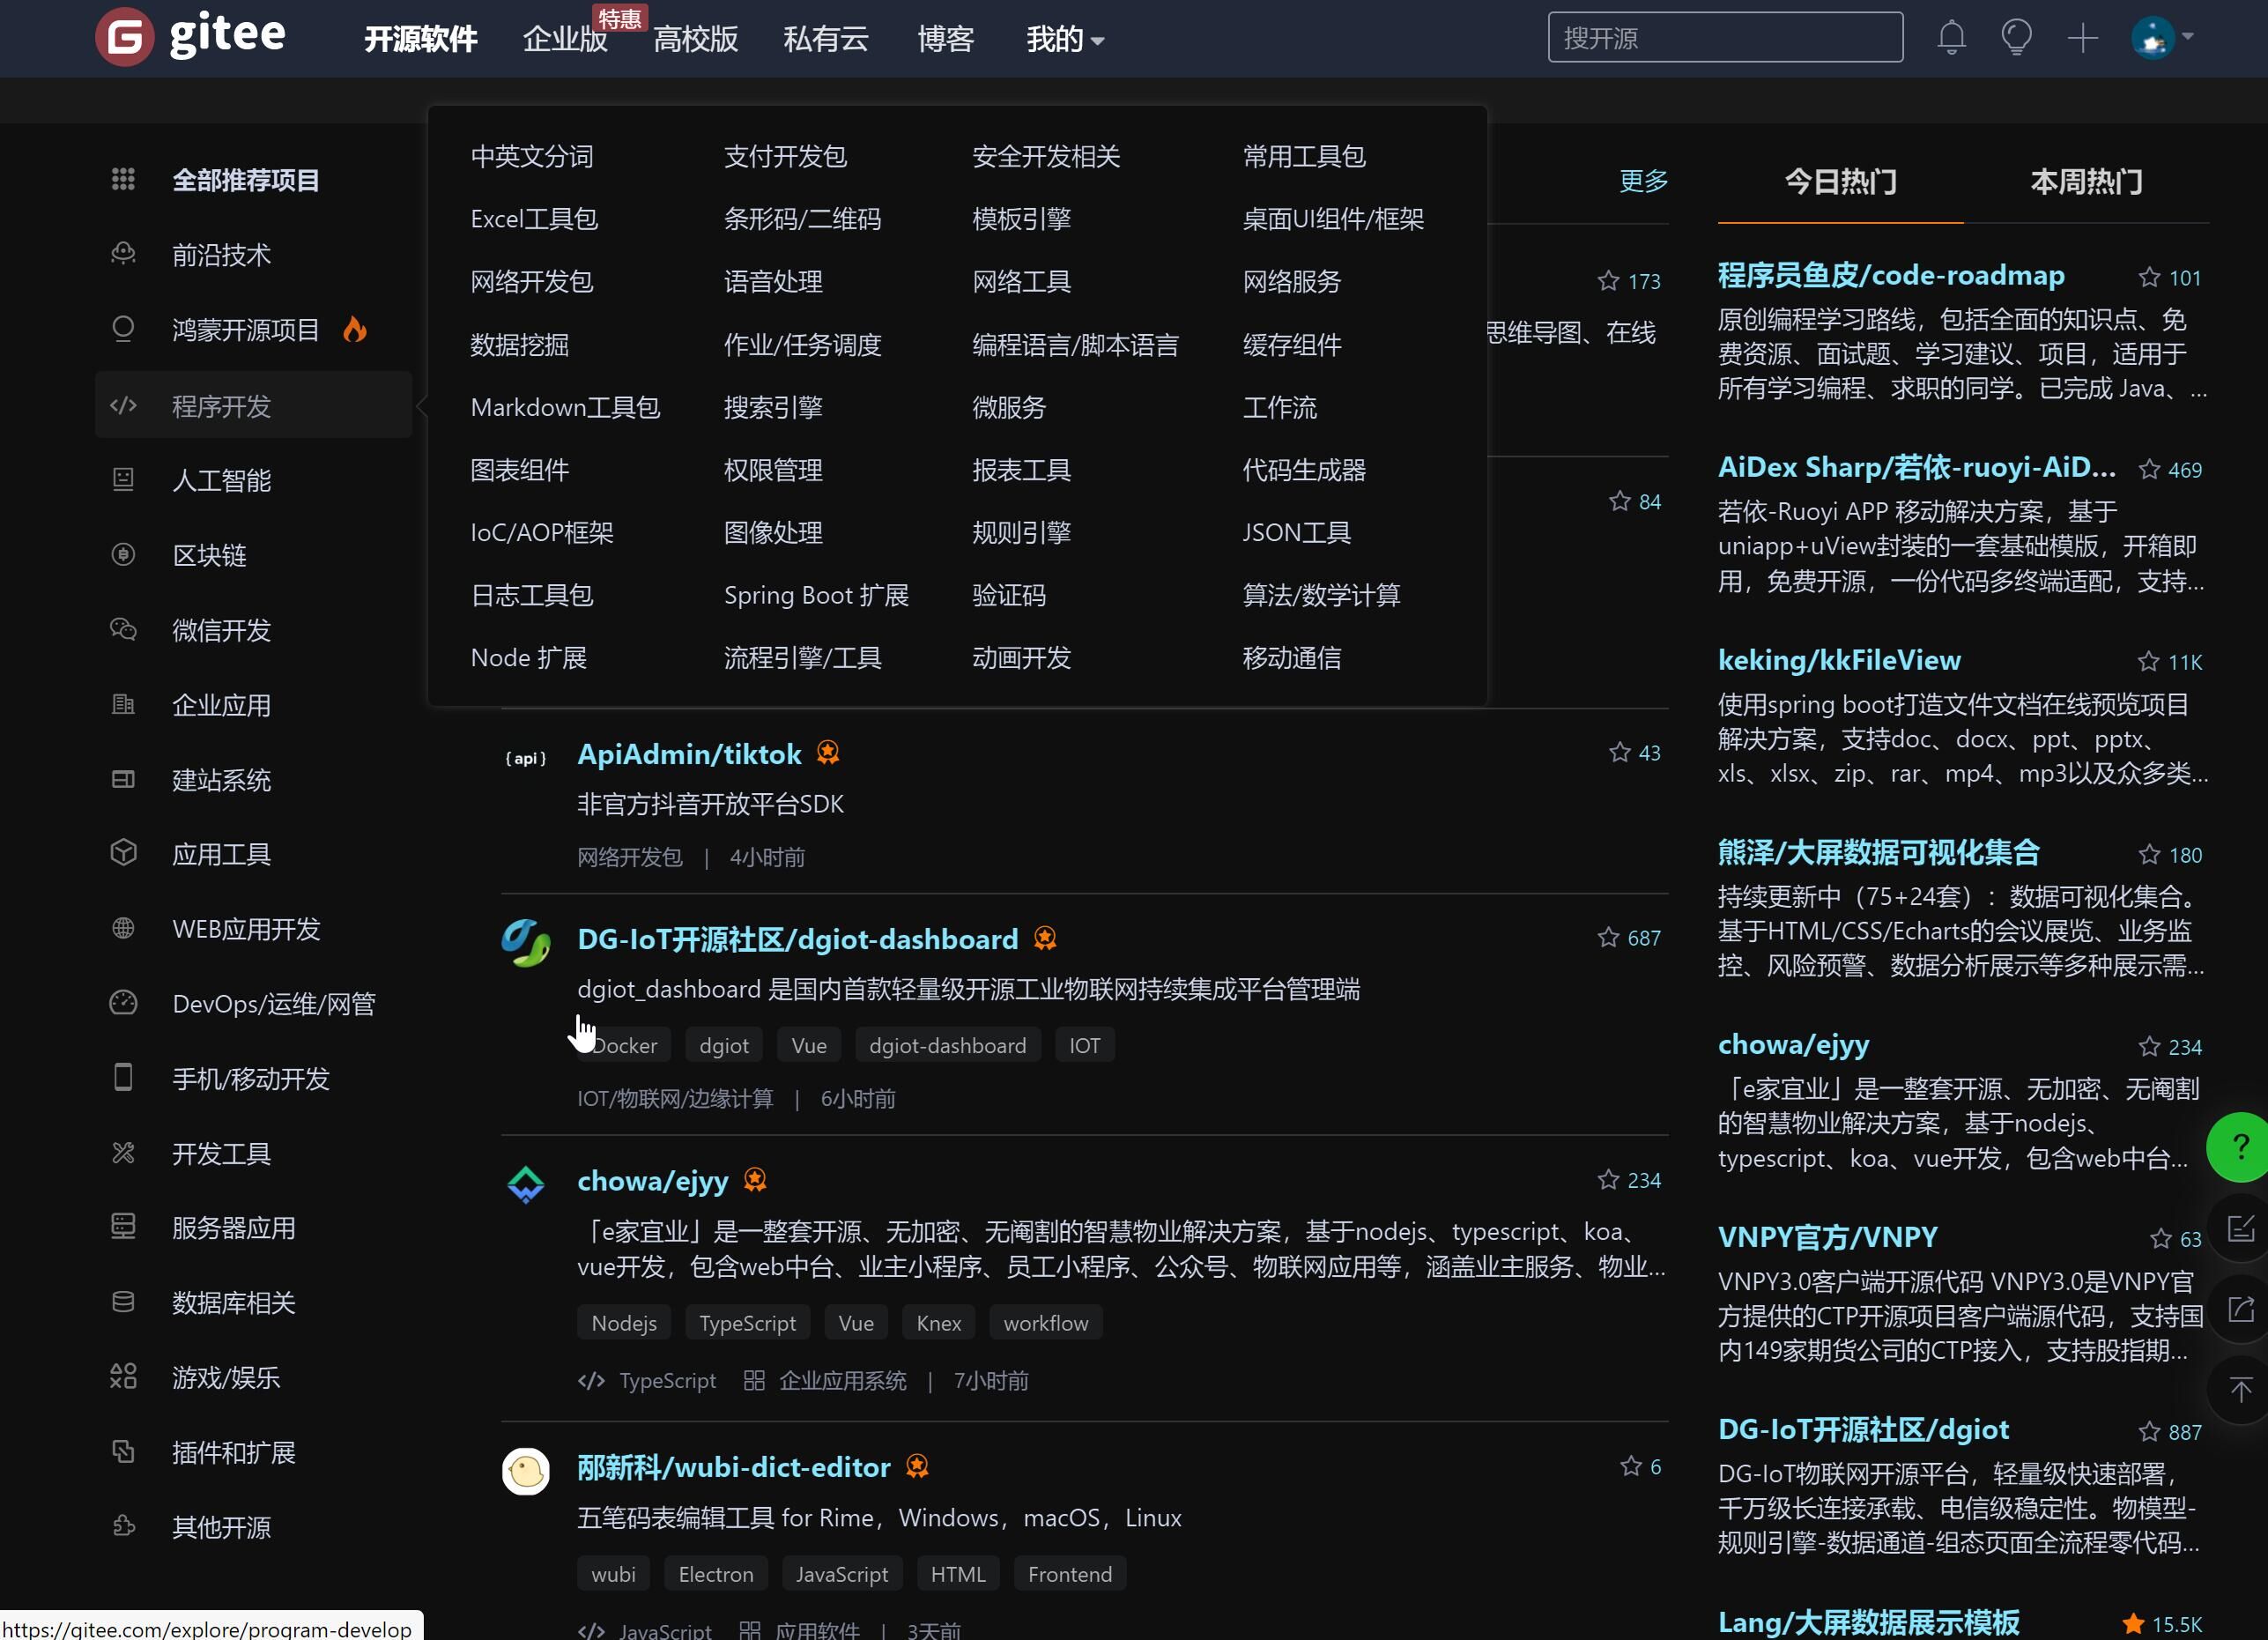 gitee
开源软件
企业版
特惠
高校版
私有云
博客
我的
搜开源
全部推荐项目
前沿技术
鸿蒙开源项目
程序开发
人工智能
区块链
微信开发
企业应用
建站系统
应用工具
WEB应用开发
DevOps/运维/网管
手机/移动开发
开发工具
服务器应用
数据库相关
游戏/娱乐
插件和扩展
其他开源
中英文分词 支付开发包 安全开发相关 常用工具包
Excel工具包 条形码/二维码 模板引擎 桌面UI组件/框架
网络开发包 语音处理 网络工具 网络服务
数据挖掘 作业/任务调度 编程语言/脚本语言 缓存组件
Markdown工具包 搜索引擎 微服务 工作流
图表组件 权限管理 报表工具 代码生成器
IoC/AOP框架 图像处理 规则引擎 JSON工具
日志工具包 Spring Boot 扩展 验证码 算法/数学计算
Node 扩展 流程引擎/工具 动画开发 移动通信
更多
173
思维导图、在线
84
{api}
ApiAdmin/tiktok 43
非官方抖音开放平台SDK
网络开发包 | 4小时前
DG-IoT开源社区/dgiot-dashboard 687
dgiot_dashboard 是国内首款轻量级开源工业物联网持续集成平台管理端
Docker dgiot Vue dgiot-dashboard IOT
IOT/物联网/边缘计算 | 6小时前
chowa/ejyy 234
「e家宜业」是一整套开源、无加密、无阉割的智慧物业解决方案，基于nodejs、typescript、koa、
vue开发，包含web中台、业主小程序、员工小程序、公众号、物联网应用等，涵盖业主服务、物业...
Nodejs TypeScript Vue Knex workflow
</> TypeScript 企业应用系统 | 7小时前
邴新科/wubi-dict-editor 6
五笔码表编辑工具 for Rime，Windows，macOS，Linux
wubi Electron JavaScript HTML Frontend
</> JavaScript 应用软件 | 3天前
今日热门 本周热门
程序员鱼皮/code-roadmap 101
原创编程学习路线，包括全面的知识点、免
费资源、面试题、学习建议、项目，适用于
所有学习编程、求职的同学。已完成 Java、...
AiDex Sharp/若依-ruoyi-AiD... 469
若依-Ruoyi APP 移动解决方案，基于
uniapp+uView封装的一套基础模版，开箱即
用，免费开源，一份代码多终端适配，支持...
keking/kkFileView 11K
使用spring boot打造文件文档在线预览项目
解决方案，支持doc、docx、ppt、pptx、
xls、xlsx、zip、rar、mp4、mp3以及众多类...
熊泽/大屏数据可视化集合 180
持续更新中（75+24套）：数据可视化集合。
基于HTML/CSS/Echarts的会议展览、业务监
控、风险预警、数据分析展示等多种展示需...
chowa/ejyy 234
「e家宜业」是一整套开源、无加密、无阉割
的智慧物业解决方案，基于nodejs、
typescript、koa、vue开发，包含web中台...
VNPY官方/VNPY 63
VNPY3.0客户端开源代码 VNPY3.0是VNPY官
方提供的CTP开源项目客户端源代码，支持国
内149家期货公司的CTP接入，支持股指期...
DG-IoT开源社区/dgiot 887
DG-IoT物联网开源平台，轻量级快速部署，
千万级长连接承载、电信级稳定性。物模型-
规则引擎-数据通道-组态页面全流程零代码...
Lang/大屏数据展示模板 15.5K
?
https://gitee.com/explore/program-develop